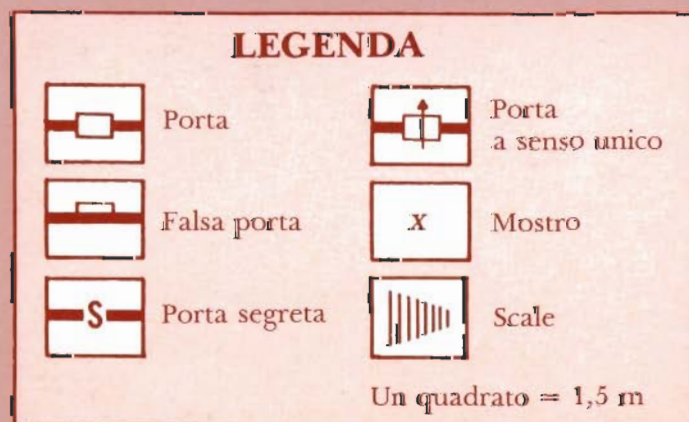 LEGENDA
Porta
Porta
a senso unico
Falsa porta
x
Mostro
S
Porta segreta
Scale
Un quadrato = 1,5 m